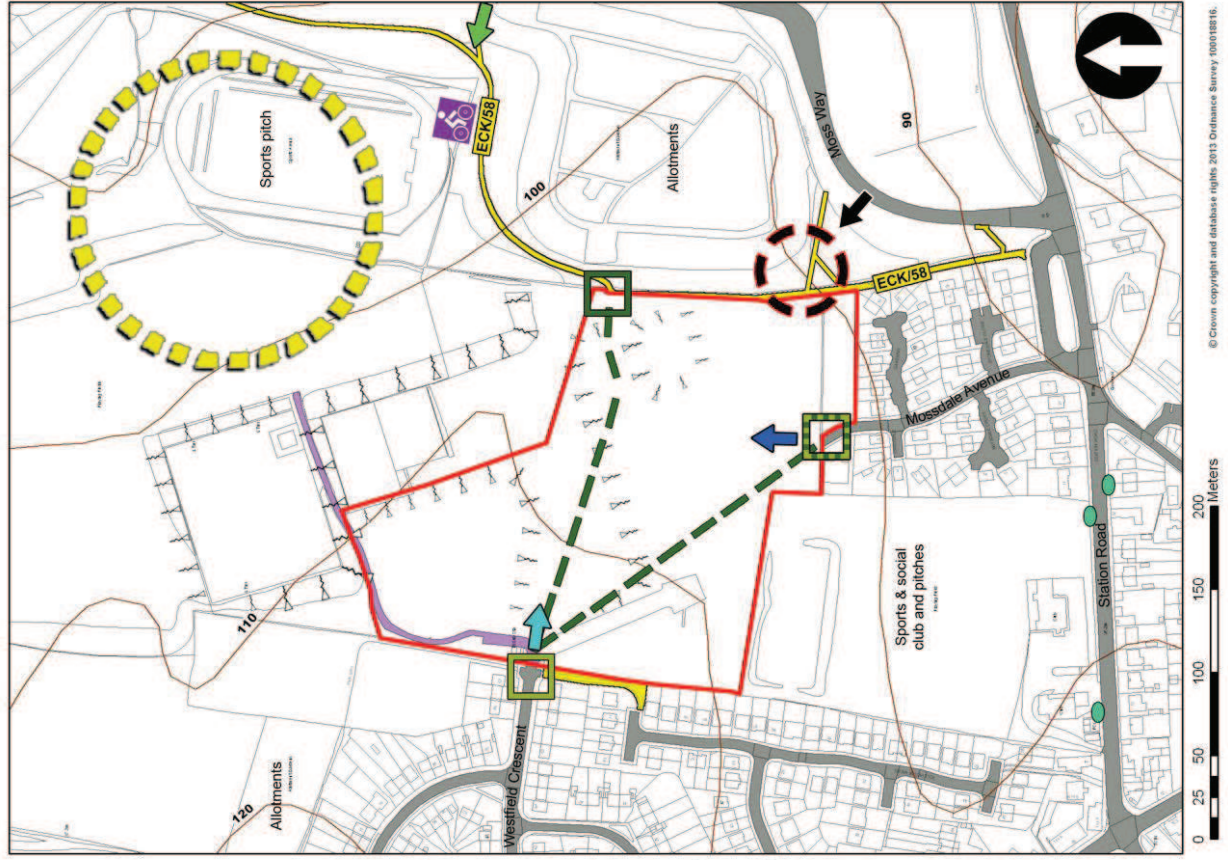 Sports pitch
ECK/58
100
Allotments
Moss Way
90
ECK/58
110
Mossdale Avenue
Sports & social
club and pitches
Westfield Crescent
120
Allotments
Station Road
0 25 50 100 150 200
Meters
© Crown copyright and database rights 2013 Ordnance Survey 100018816.